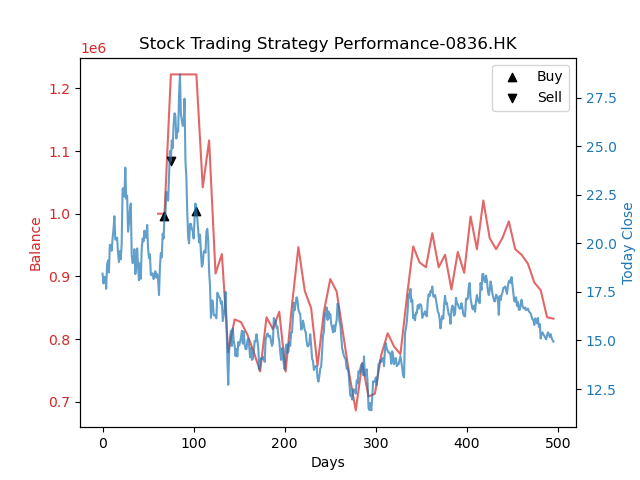 Stock Trading Strategy Performance-0836.HK
1e6
Buy
Sell
1.2
1.1
1.0
0.9
0.8
0.7
Balance
27.5
25.0
22.5
20.0
17.5
15.0
12.5
Today Close
0
100
200
300
400
500
Days